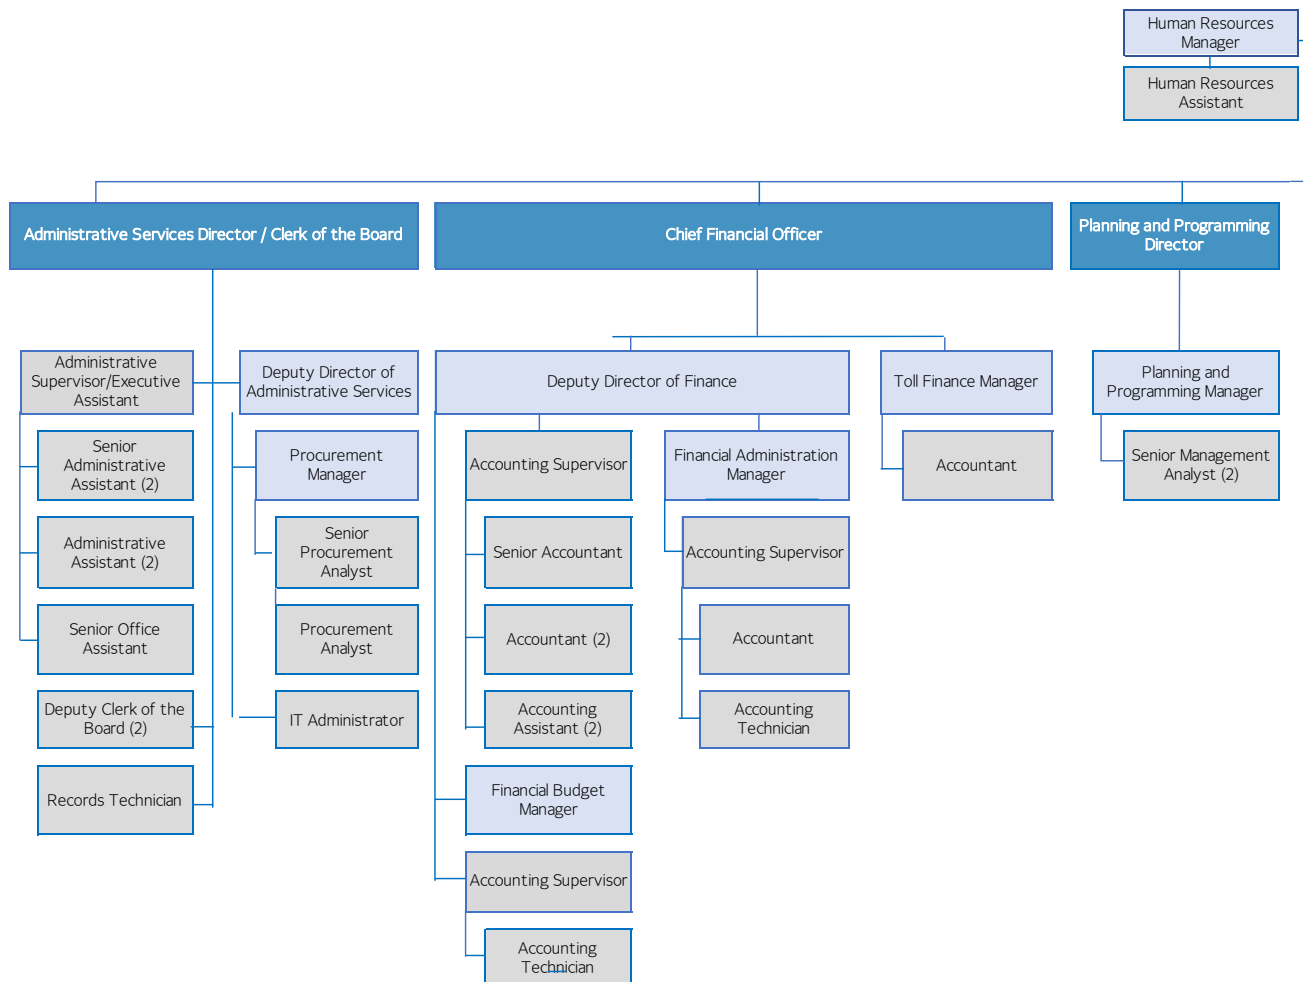 Human Resources
Manager
Human Resources
Assistant
Administrative Services Director / Clerk of the Board
Chief Financial Officer
Planning and Programming
Director
Administrative
Supervisor/Executive
Assistant
Deputy Director of
Administrative Services
Deputy Director of Finance
Toll Finance Manager
Planning and
Programming Manager
Senior
Administrative
Assistant (2)
Procurement
Manager
Accounting Supervisor
Financial Administration
Manager
Accountant
Senior Management
Analyst (2)
Administrative
Assistant (2)
Senior
Procurement
Analyst
Senior Accountant
Accounting Supervisor
Senior Office
Assistant
Procurement
Analyst
Accountant (2)
Accountant
Deputy Clerk of the
Board (2)
IT Administrator
Accounting
Assistant (2)
Accounting
Technician
Records Technician
Financial Budget
Manager
Accounting Supervisor
Accounting
Technician